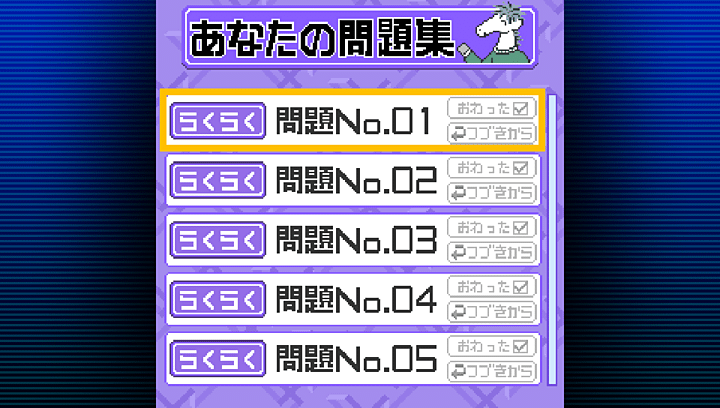 あなたの問題集
らくらく 問題No.01 おわった
つづきから
らくらく 問題No.02 おわった
つづきから
らくらく 問題No.03 おわった
つづきから
らくらく 問題No.04 おわった
つづきから
らくらく 問題No.05 おわった
つづきから